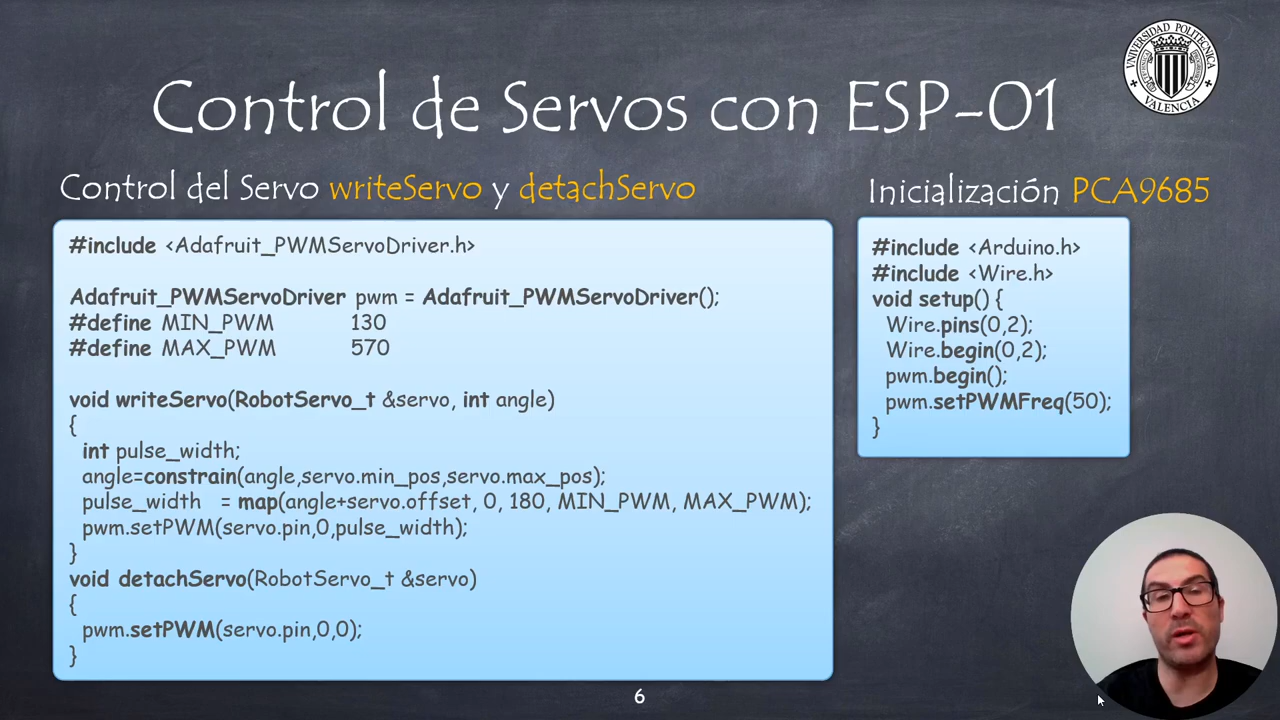 Control de Servos con ESP-01
UNIVERSIDAD POLITECNICA
VALENCIA
Control del Servo writeServo y detachServo
#include <Adafruit_PWMServoDriver.h>
Adafruit_PWMServoDriver pwm = Adafruit_PWMServoDriver();
#define MIN_PWM 130
#define MAX_PWM 570
void writeServo(RobotServo_t &servo, int angle)
{
int pulse_width;
angle=constrain(angle,servo.min_pos,servo.max_pos);
pulse_width = map(angle+servo.offset, 0, 180, MIN_PWM, MAX_PWM);
pwm.setPWM(servo.pin,0,pulse_width);
}
void detachServo(RobotServo_t &servo)
{
pwm.setPWM(servo.pin,0,0);
}
Inicialización PCA9685
#include <Arduino.h>
#include <Wire.h>
void setup() {
Wire.pins(0,2);
Wire.begin(0,2);
pwm.begin();
pwm.setPWMFreq(50);
}
6